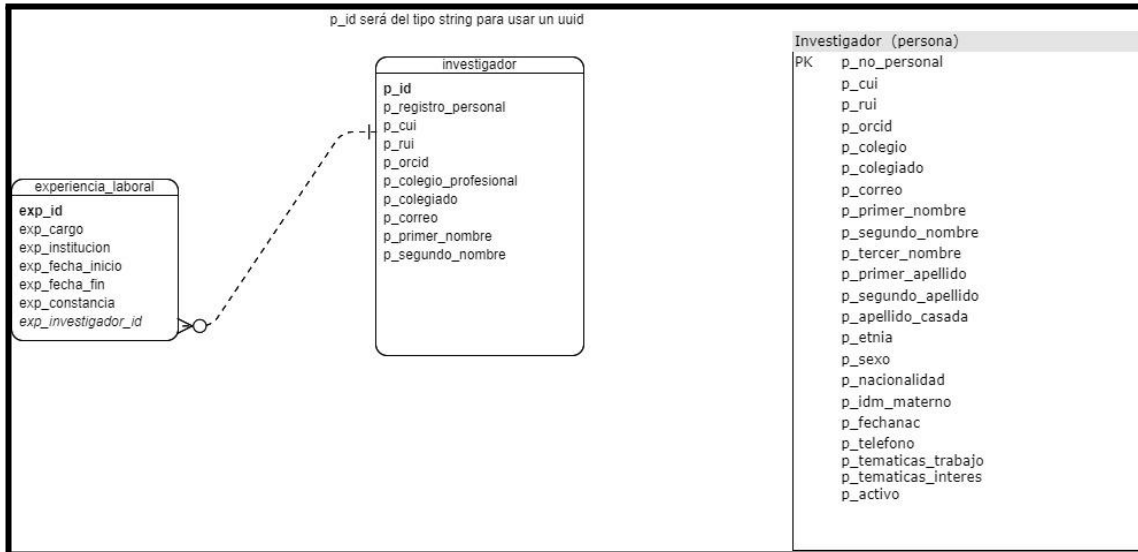 p_id será del tipo string para usar un uuid
investigador
p_id
p_registro_personal
p_cui
p_rui
p_orcid
p_colegio_profesional
p_colegiado
p_correo
p_primer_nombre
p_segundo_nombre
experiencia_laboral
exp_id
exp_cargo
exp_institucion
exp_fecha_inicio
exp_fecha_fin
exp_constancia
exp_investigador_id
Investigador (persona)
PK p_no_personal
p_cui
p_rui
p_orcid
p_colegio
p_colegiado
p_correo
p_primer_nombre
p_segundo_nombre
p_tercer_nombre
p_primer_apellido
p_segundo_apellido
p_apellido_casada
p_etnia
p_sexo
p_nacionalidad
p_idm_materno
p_fechanac
p_telefono
p_tematicas_trabajo
p_tematicas_interes
p_activo